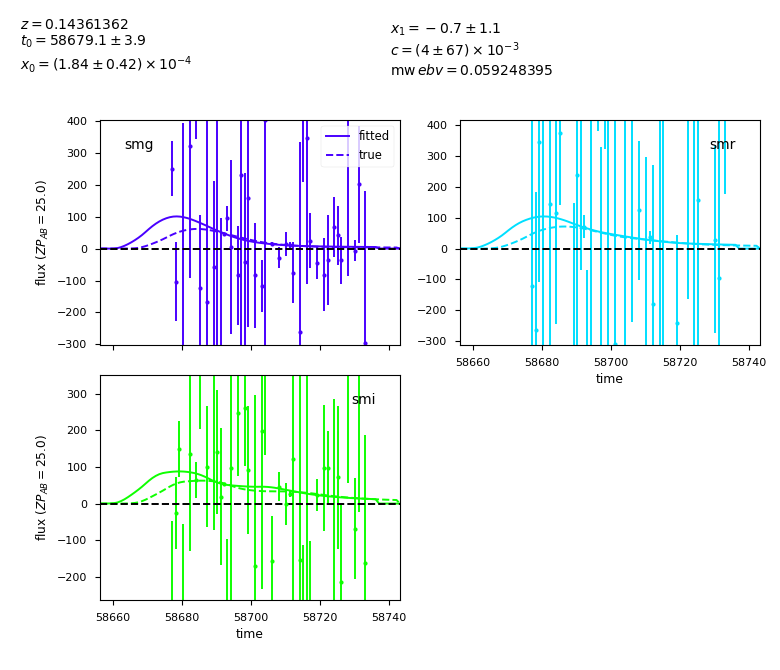 z = 0.14361362
t₀ = 58679.1 ± 3.9
x₀ = (1.84 ± 0.42) × 10⁻⁴
x₁ = −0.7 ± 1.1
c = (4 ± 67) × 10⁻³
mw ebv = 0.059248395
flux (ZP_AB = 25.0)
400
300
200
100
0
−100
−200
−300
smg
fitted
true
400
300
200
100
0
−100
−200
−300
smr
58660
58680
58700
58720
58740
time
flux (ZP_AB = 25.0)
300
200
100
0
−100
−200
smi
58660
58680
58700
58720
58740
time